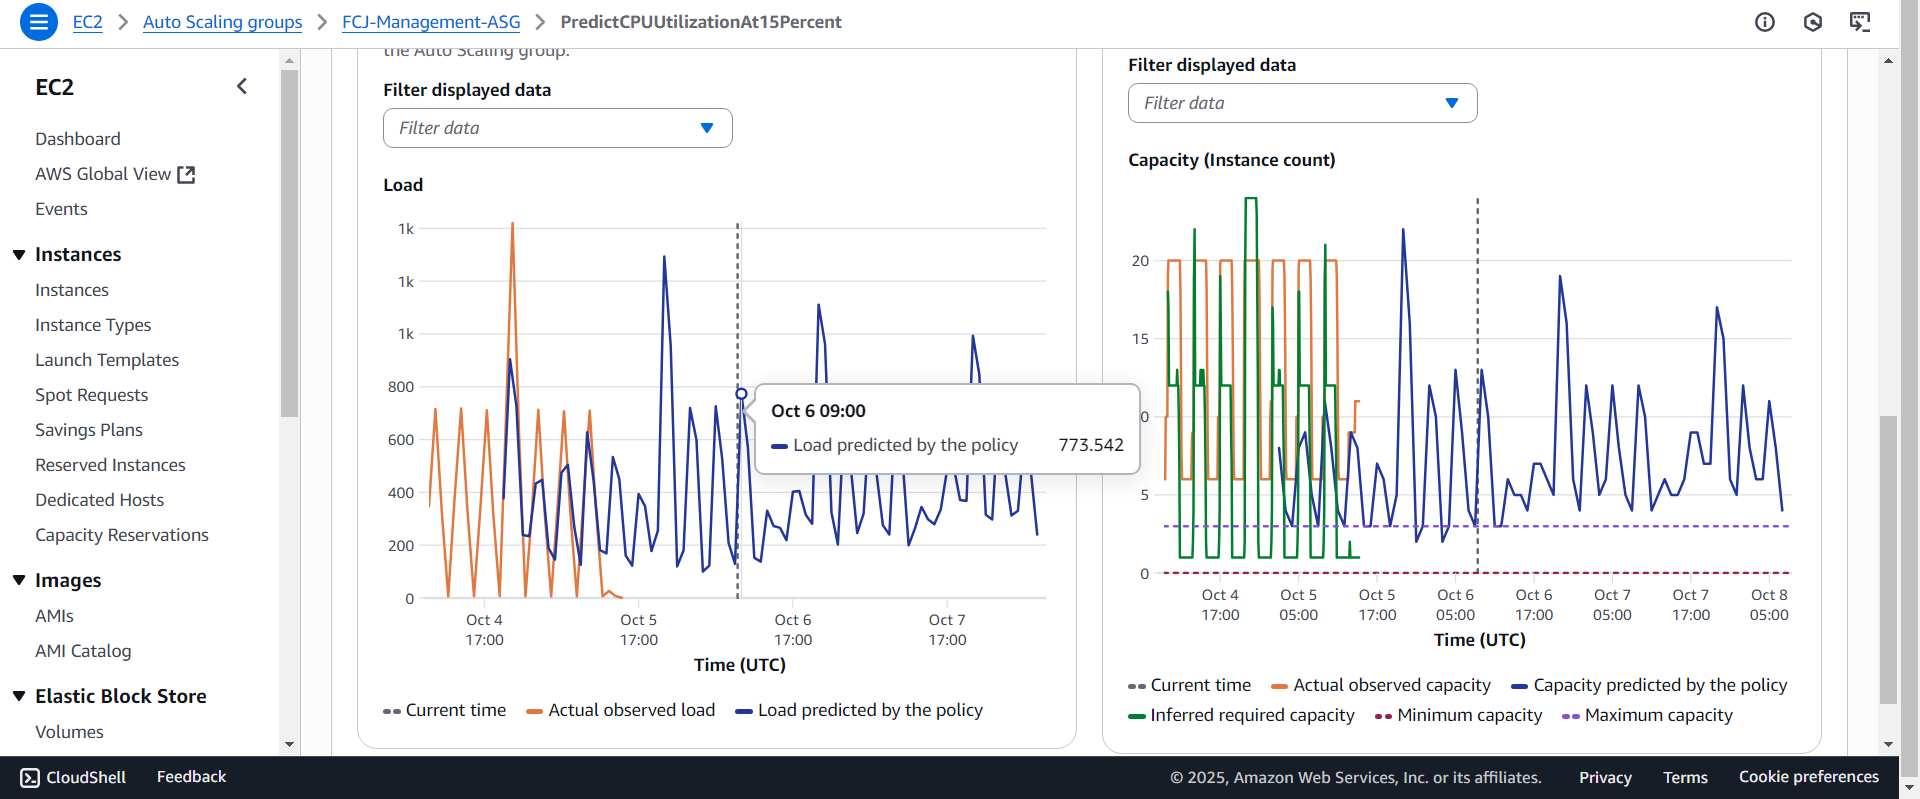 EC2 > Auto Scaling groups > FCJ-Management-ASG > PredictCPUUtilizationAt15Percent
EC2
Dashboard
AWS Global View
Events
Instances
Instances
Instance Types
Launch Templates
Spot Requests
Savings Plans
Reserved Instances
Dedicated Hosts
Capacity Reservations
Images
AMIs
AMI Catalog
Elastic Block Store
Volumes
the Auto Scaling group.
Filter displayed data
Filter data
Load
1k
1k
1k
800
600
400
200
0
Oct 4 17:00
Oct 5 17:00
Oct 6 17:00
Oct 7 17:00
Time (UTC)
Current time
Actual observed load
Load predicted by the policy
Oct 6 09:00
Load predicted by the policy 773.542
Filter displayed data
Filter data
Capacity (Instance count)
20
15
0
5
0
Oct 4 17:00
Oct 5 05:00
Oct 5 17:00
Oct 6 05:00
Oct 6 17:00
Oct 7 05:00
Oct 7 17:00
Oct 8 05:00
Time (UTC)
Current time
Actual observed capacity
Capacity predicted by the policy
Inferred required capacity
Minimum capacity
Maximum capacity
CloudShell
Feedback
© 2025, Amazon Web Services, Inc. or its affiliates.
Privacy
Terms
Cookie preferences